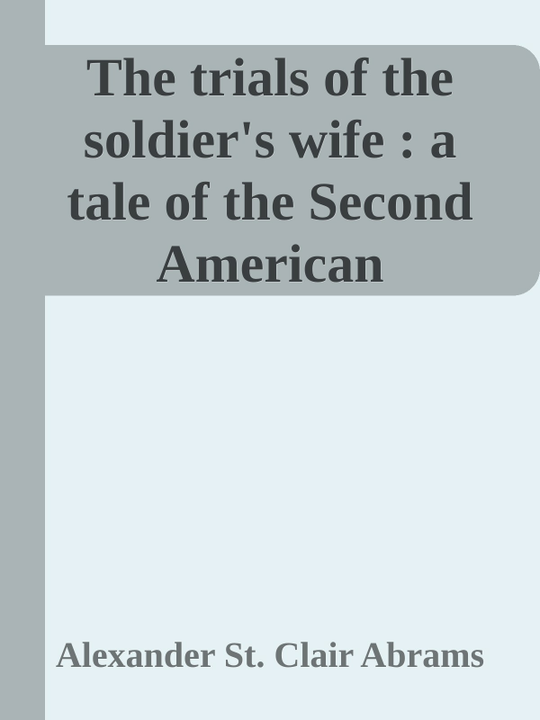 The trials of the
soldier's wife : a
tale of the Second
American
Alexander St. Clair Abrams